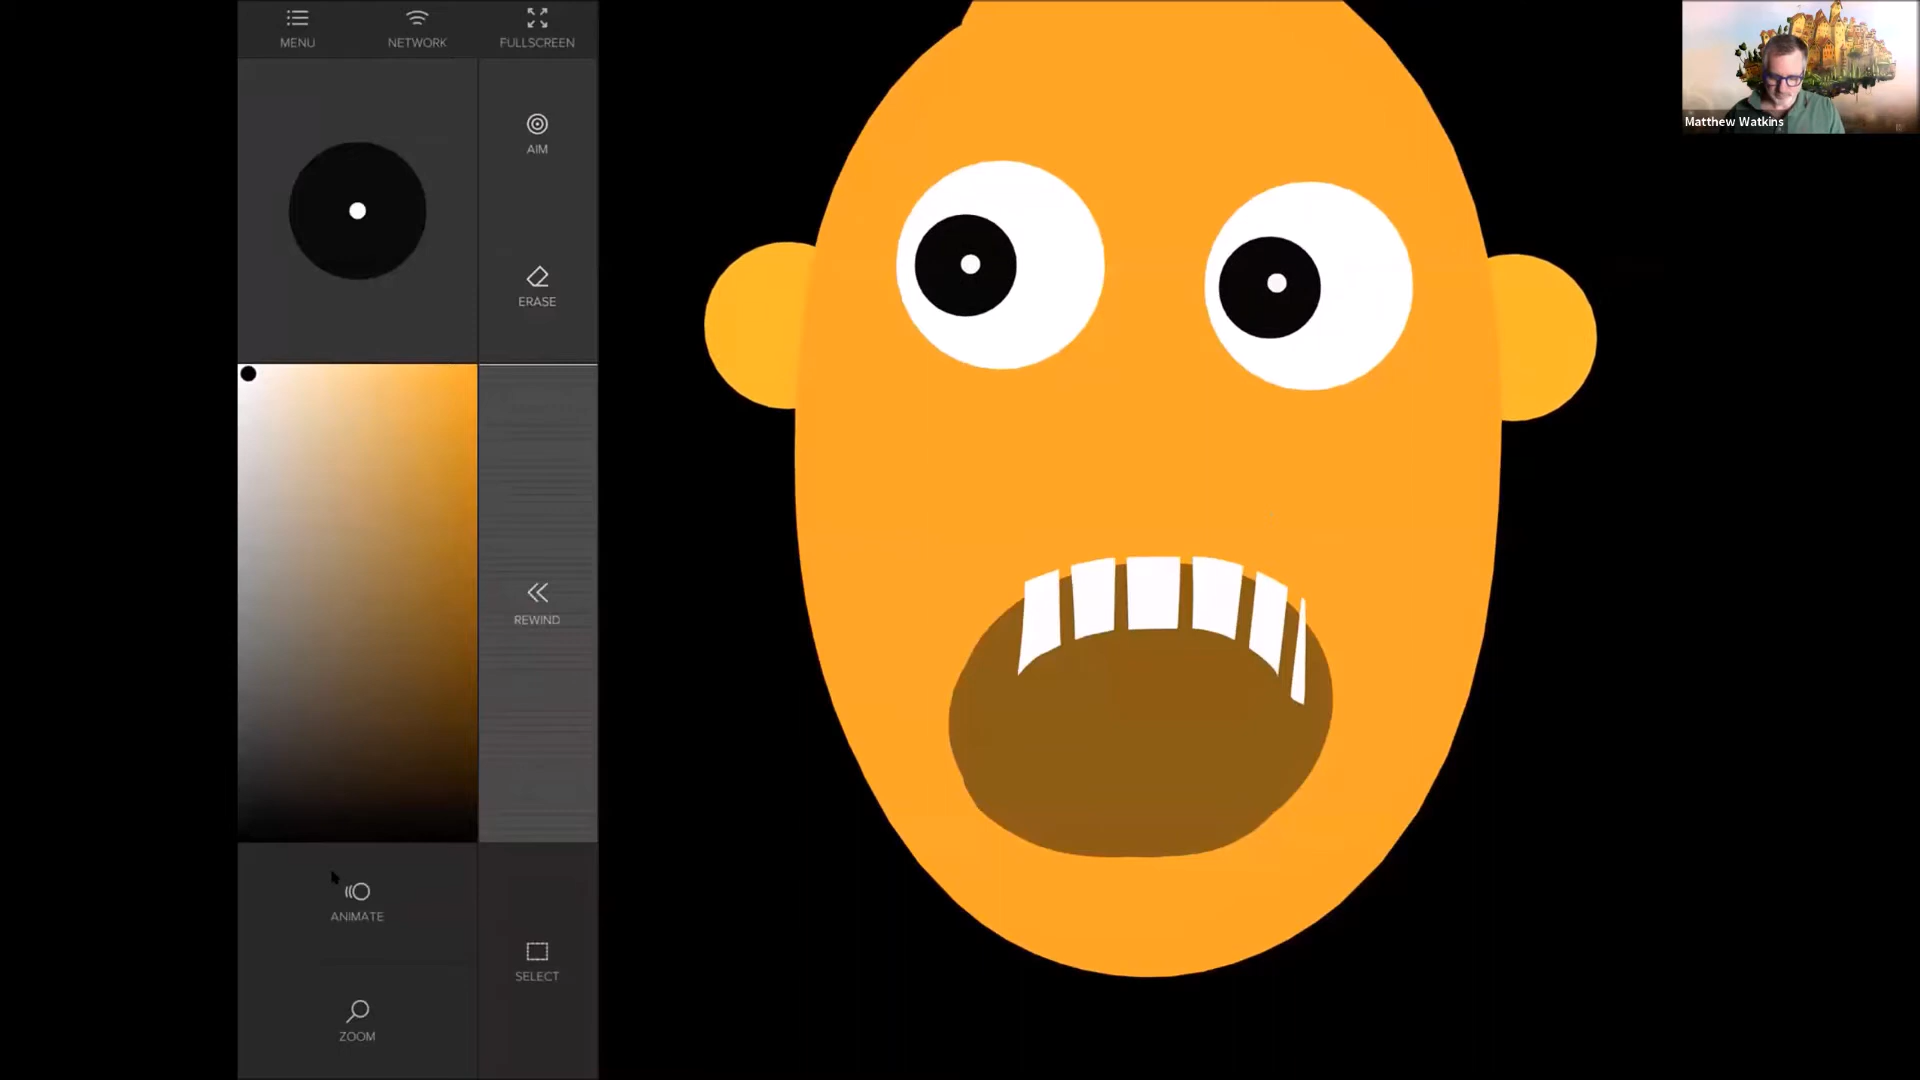 MENU
NETWORK
FULLSCREEN
AIM
ERASE
REWIND
ANIMATE
SELECT
ZOOM
Matthew Watkins